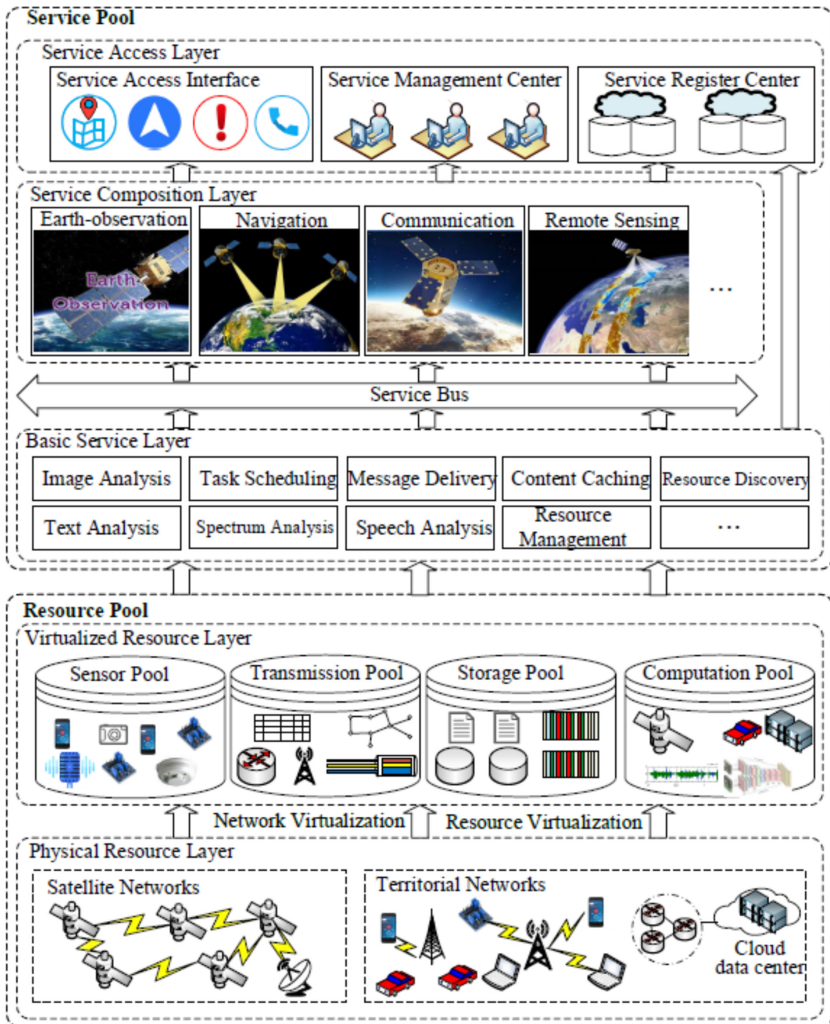 Service Pool
Service Access Layer
Service Access Interface
Service Management Center
Service Register Center
Service Composition Layer
Earth-observation
Navigation
Communication
Remote Sensing
Earth-
Observation
...
Service Bus
Basic Service Layer
Image Analysis
Task Scheduling
Message Delivery
Content Caching
Resource Discovery
Text Analysis
Spectrum Analysis
Speech Analysis
Resource
Management
...
Resource Pool
Virtualized Resource Layer
Sensor Pool
Transmission Pool
Storage Pool
Computation Pool
Network Virtualization
Resource Virtualization
Physical Resource Layer
Satellite Networks
Territorial Networks
Cloud
data center